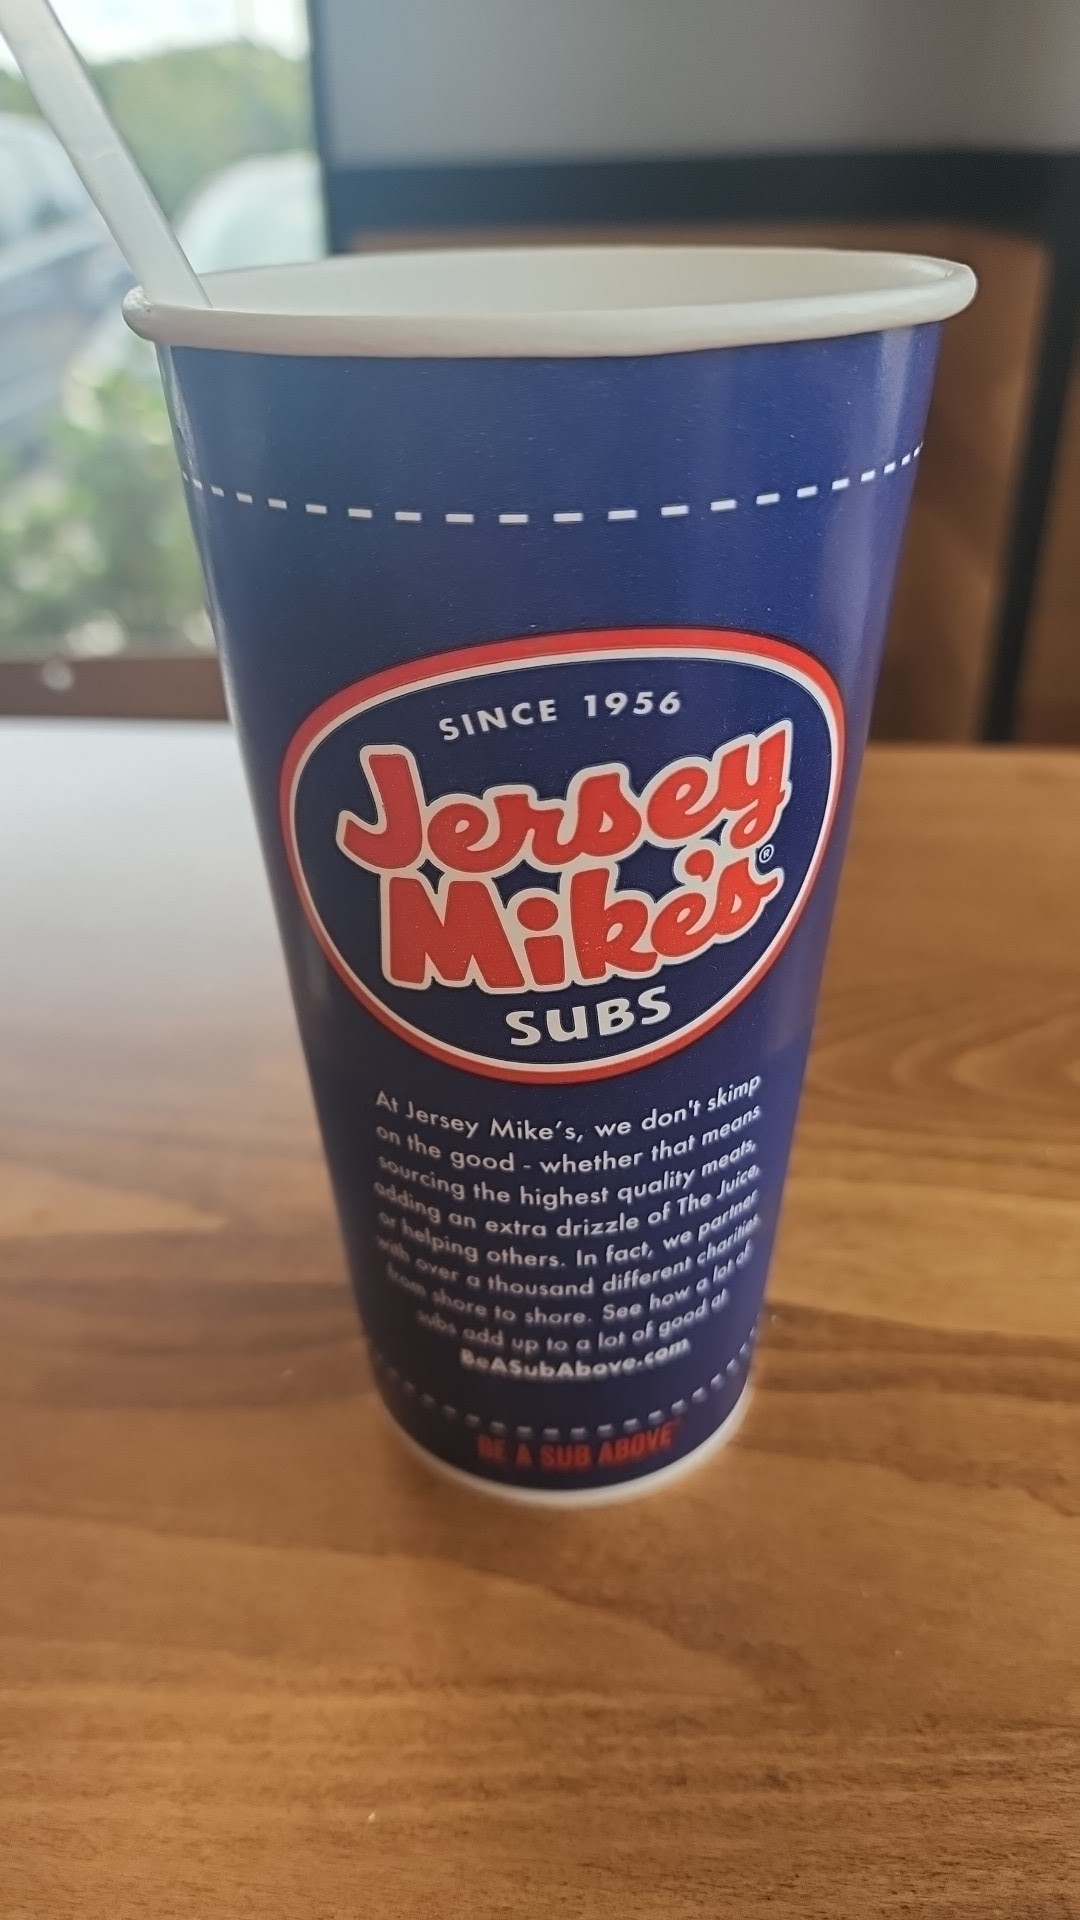 SINCE 1956
Jersey
Mike's®
SUBS
At Jersey Mike's, we don't skimp
on the good - whether that means
sourcing the highest quality meats,
adding an extra drizzle of The Juice,
or helping others. In fact, we partner
with over a thousand different charities
from shore to shore. See how a lot of
subs add up to a lot of good at
BeASubAbove.com
BE A SUB ABOVE